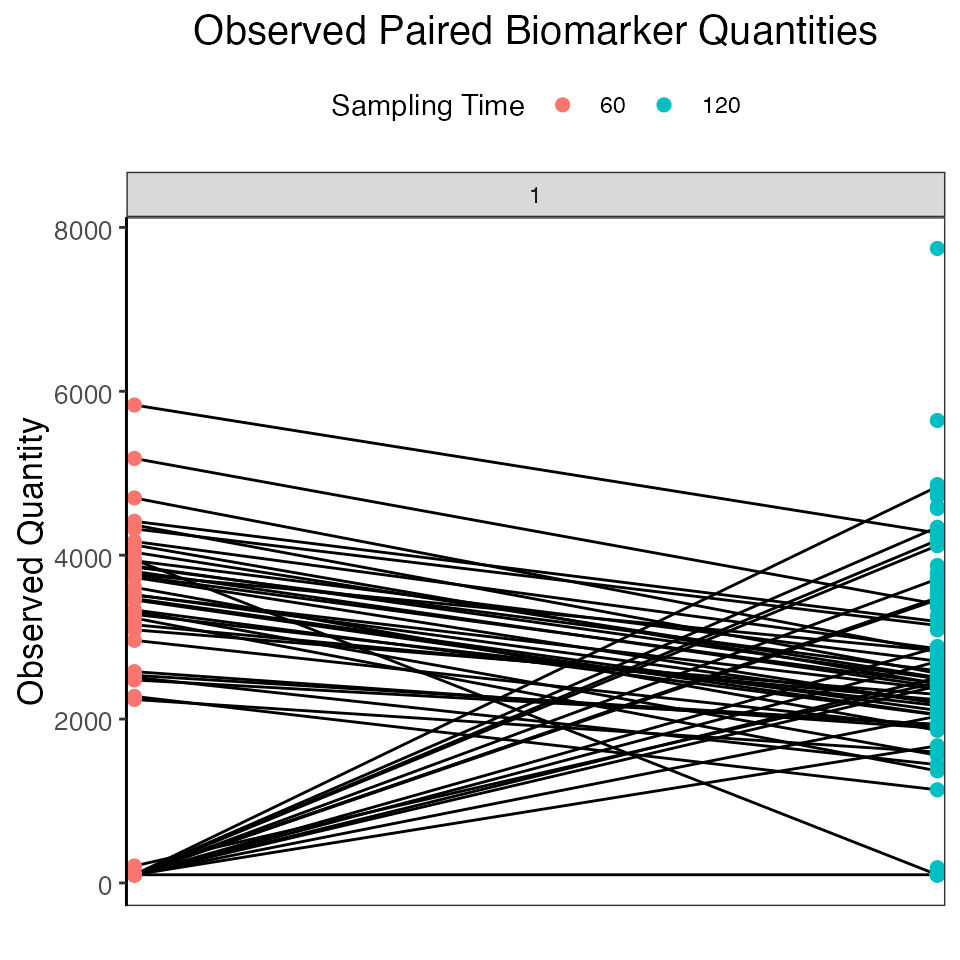 Observed Paired Biomarker Quantities
Sampling Time 60 120
1
8000
6000
4000
2000
0
Observed Quantity